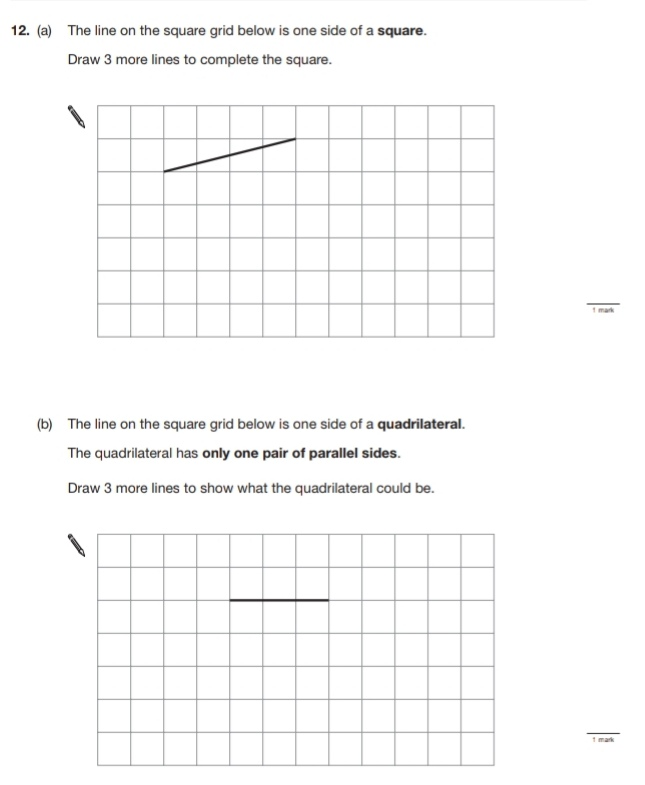 12. (a) The line on the square grid below is one side of a square.
Draw 3 more lines to complete the square.
1 mark
(b) The line on the square grid below is one side of a quadrilateral.
The quadrilateral has only one pair of parallel sides.
Draw 3 more lines to show what the quadrilateral could be.
1 mark